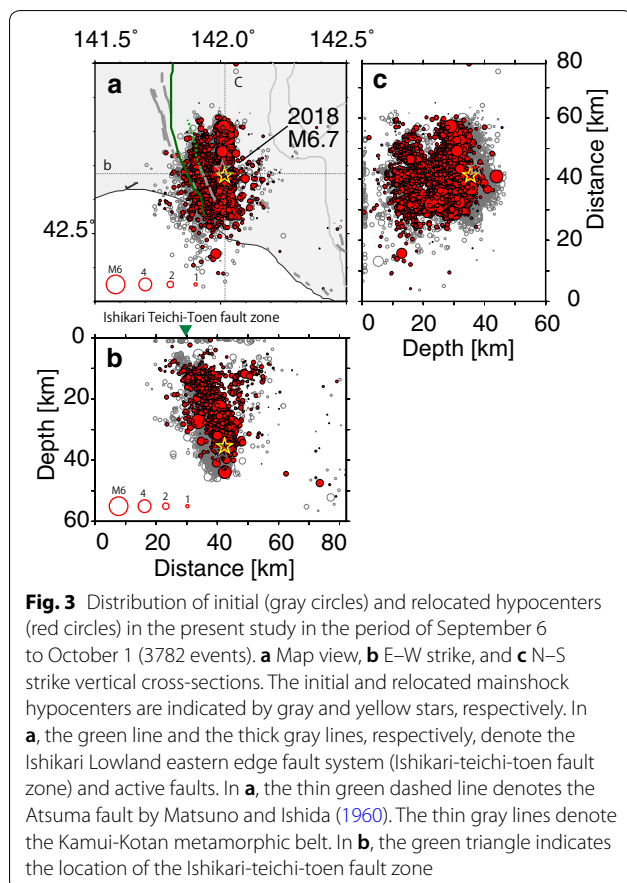 141.5° 142.0° 142.5°
a
C
2018
M6.7
b
42.5°
M6 4 2 1
c
80
60
40
20
0
Distance [km]
0 20 40 60
Depth [km]
Ishikari Teichi-Toen fault zone
b
0
20
40
60
Depth [km]
M6 4 2 1
0 20 40 60 80
Distance [km]
Fig. 3 Distribution of initial (gray circles) and relocated hypocenters
(red circles) in the present study in the period of September 6
to October 1 (3782 events). a Map view, b E–W strike, and c N–S
strike vertical cross-sections. The initial and relocated mainshock
hypocenters are indicated by gray and yellow stars, respectively. In
a, the green line and the thick gray lines, respectively, denote the
Ishikari Lowland eastern edge fault system (Ishikari-teichi-toen fault
zone) and active faults. In a, the thin green dashed line denotes the
Atsuma fault by Matsuno and Ishida (1960). The thin gray lines denote
the Kamui-Kotan metamorphic belt. In b, the green triangle indicates
the location of the Ishikari-teichi-toen fault zone